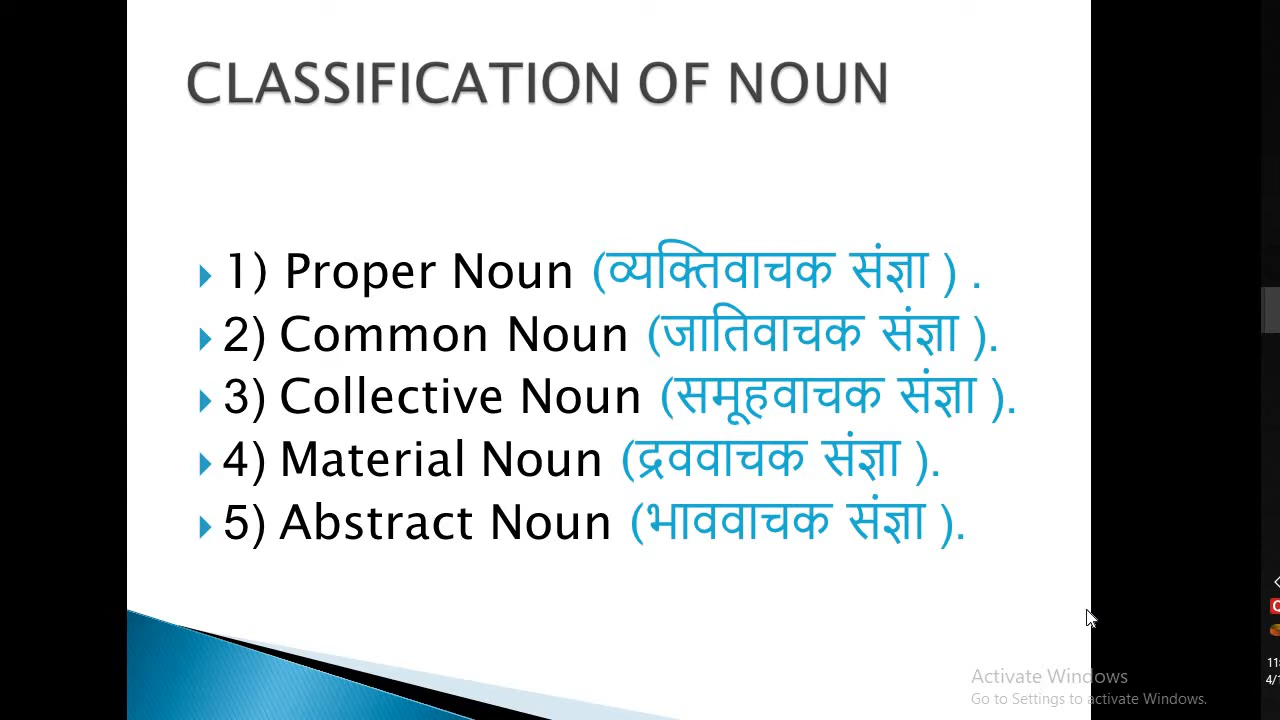 CLASSIFICATION OF NOUN
1) Proper Noun (व्यक्तिवाचक संज्ञा ) .
2) Common Noun (जातिवाचक संज्ञा ).
3) Collective Noun (समूहवाचक संज्ञा ).
4) Material Noun (द्रववाचक संज्ञा ).
5) Abstract Noun (भाववाचक संज्ञा ).
Activate Windows
Go to Settings to activate Windows.